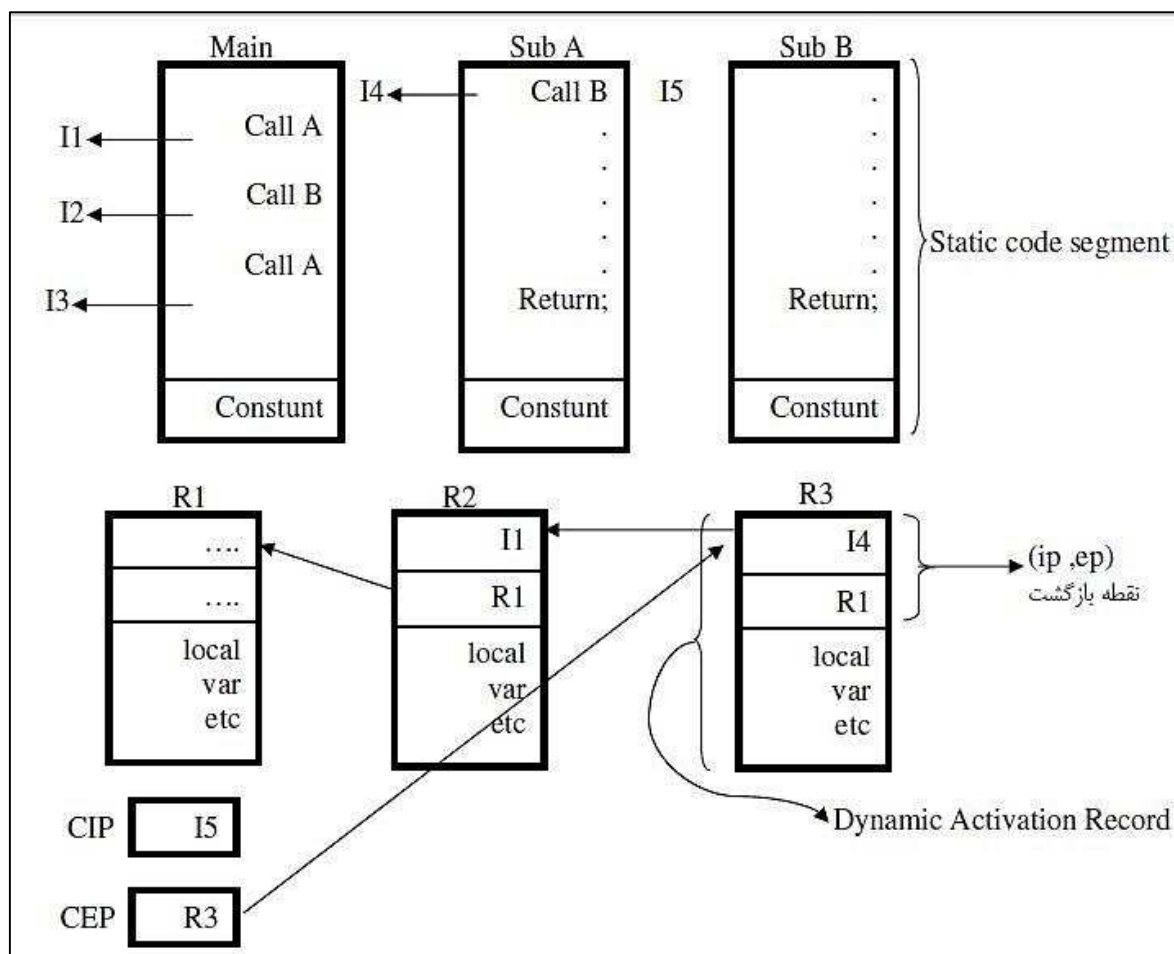 Main
Sub A
Sub B
I4
Call B
I5
.
I1
Call A
.
.
.
.
I2
Call B
.
.
.
.
Static code segment
Call A
.
.
I3
Return;
Return;
Constunt
Constunt
Constunt
R1
R2
R3
....
I1
I4
(ip ,ep)
نقطه بازگشت
....
R1
R1
local
var
etc
local
var
etc
local
var
etc
CIP
I5
Dynamic Activation Record
CEP
R3